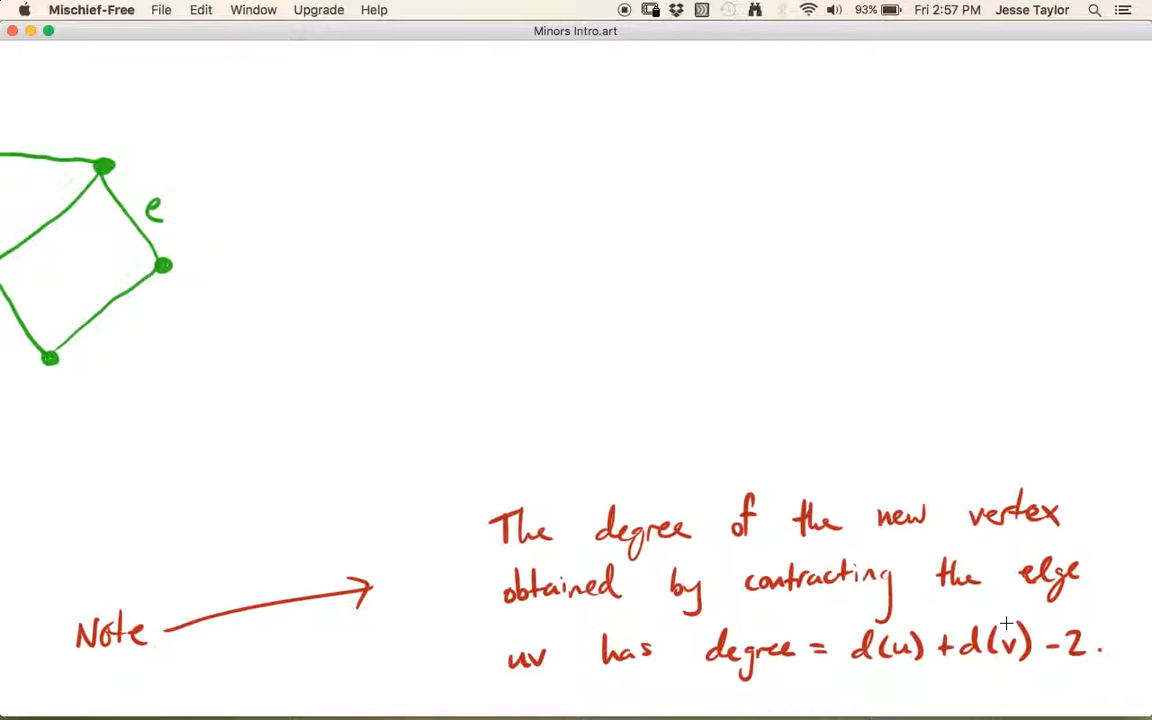 Mischief-Free File Edit Window Upgrade Help 93% Fri 2:57 PM Jesse Taylor
Minors Intro.art
e
The degree of the new vertex
obtained by contracting the edge
Note
uv has degree = d(u) + d(v) - 2.